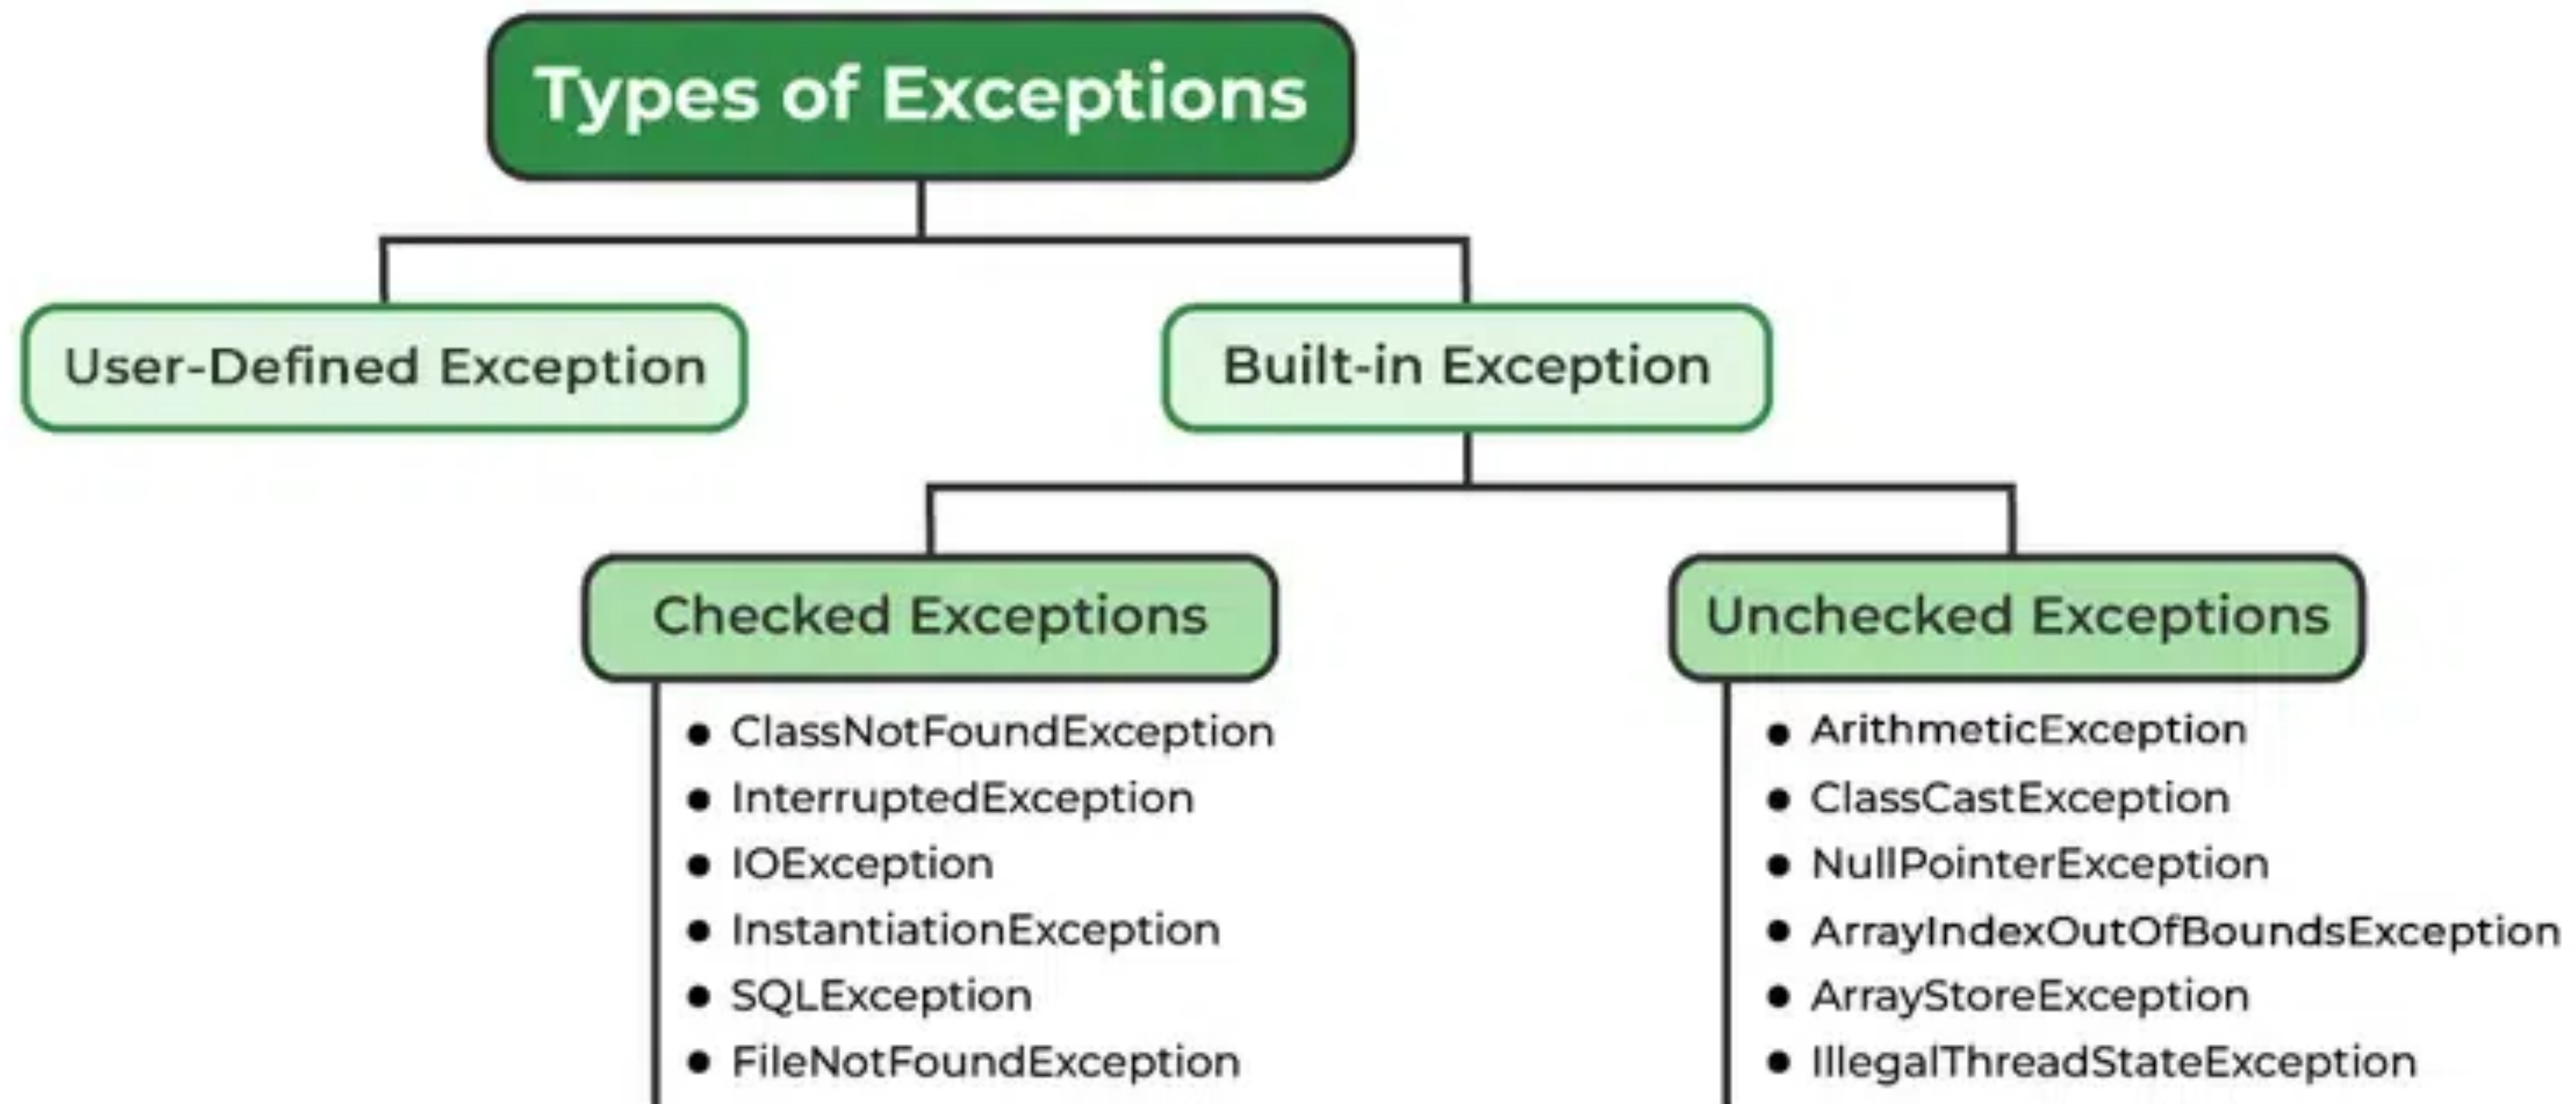 Types of Exceptions
User-Defined Exception
Built-in Exception
Checked Exceptions
ClassNotFoundException
InterruptedException
IOException
InstantiationException
SQLException
FileNotFoundException
Unchecked Exceptions
ArithmeticException
ClassCastException
NullPointerException
ArrayIndexOutOfBoundsException
ArrayStoreException
IllegalThreadStateException